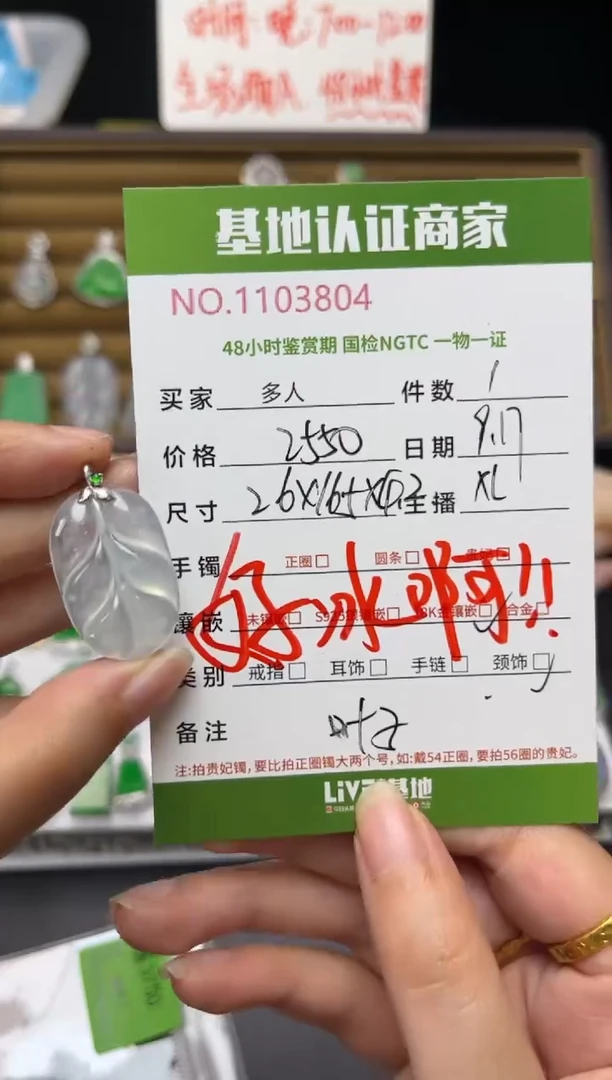 基地认证商家
NO.1103804
48小时鉴赏期 国检NGTC 一物一证
买家 多人 件数 1
价格 2550 日期 9.17
尺寸 主播 XL
手镯 正圈 圆条 贵妃
好冰啊!!
镶嵌 合金
类别 戒指 耳饰 手链 颈饰
备注 叶子
注:拍贵妃镯,要比拍正圈镯大两个号,如:戴54正圈,要拍56圈的贵妃。
基地